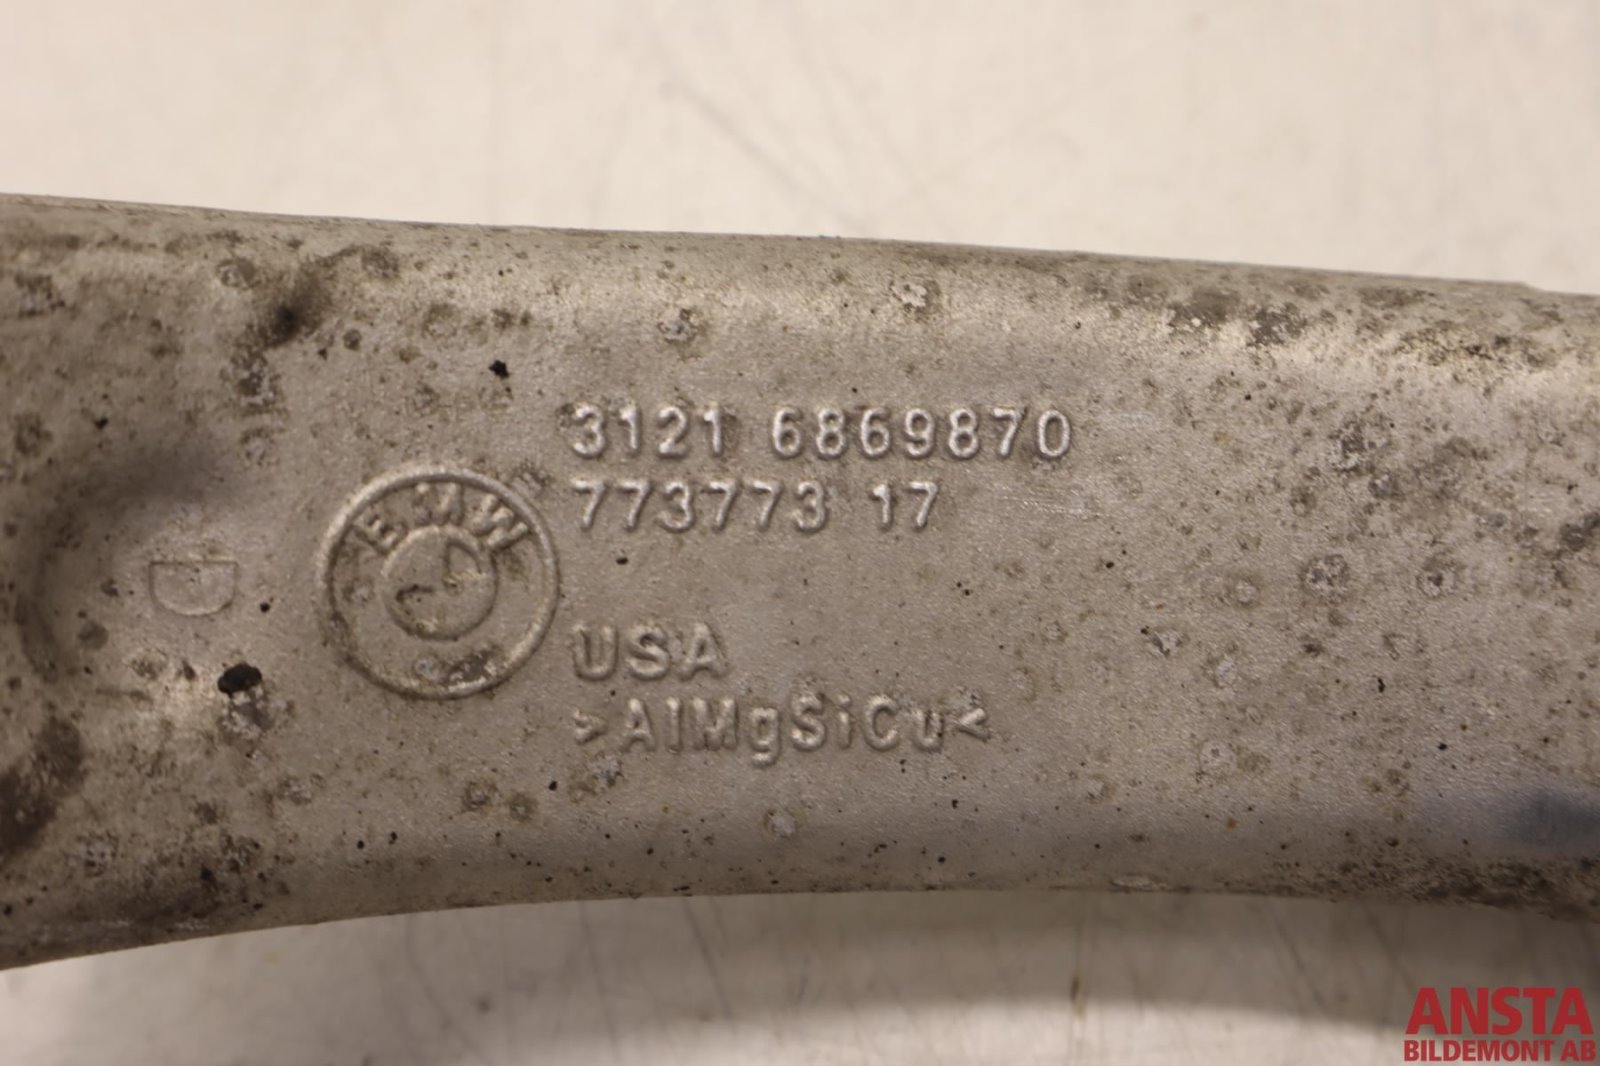 3121 6869870
773773 17
BMW
D
USA
>AlMgSiCu<
ANSTA
BILDEMONT AB